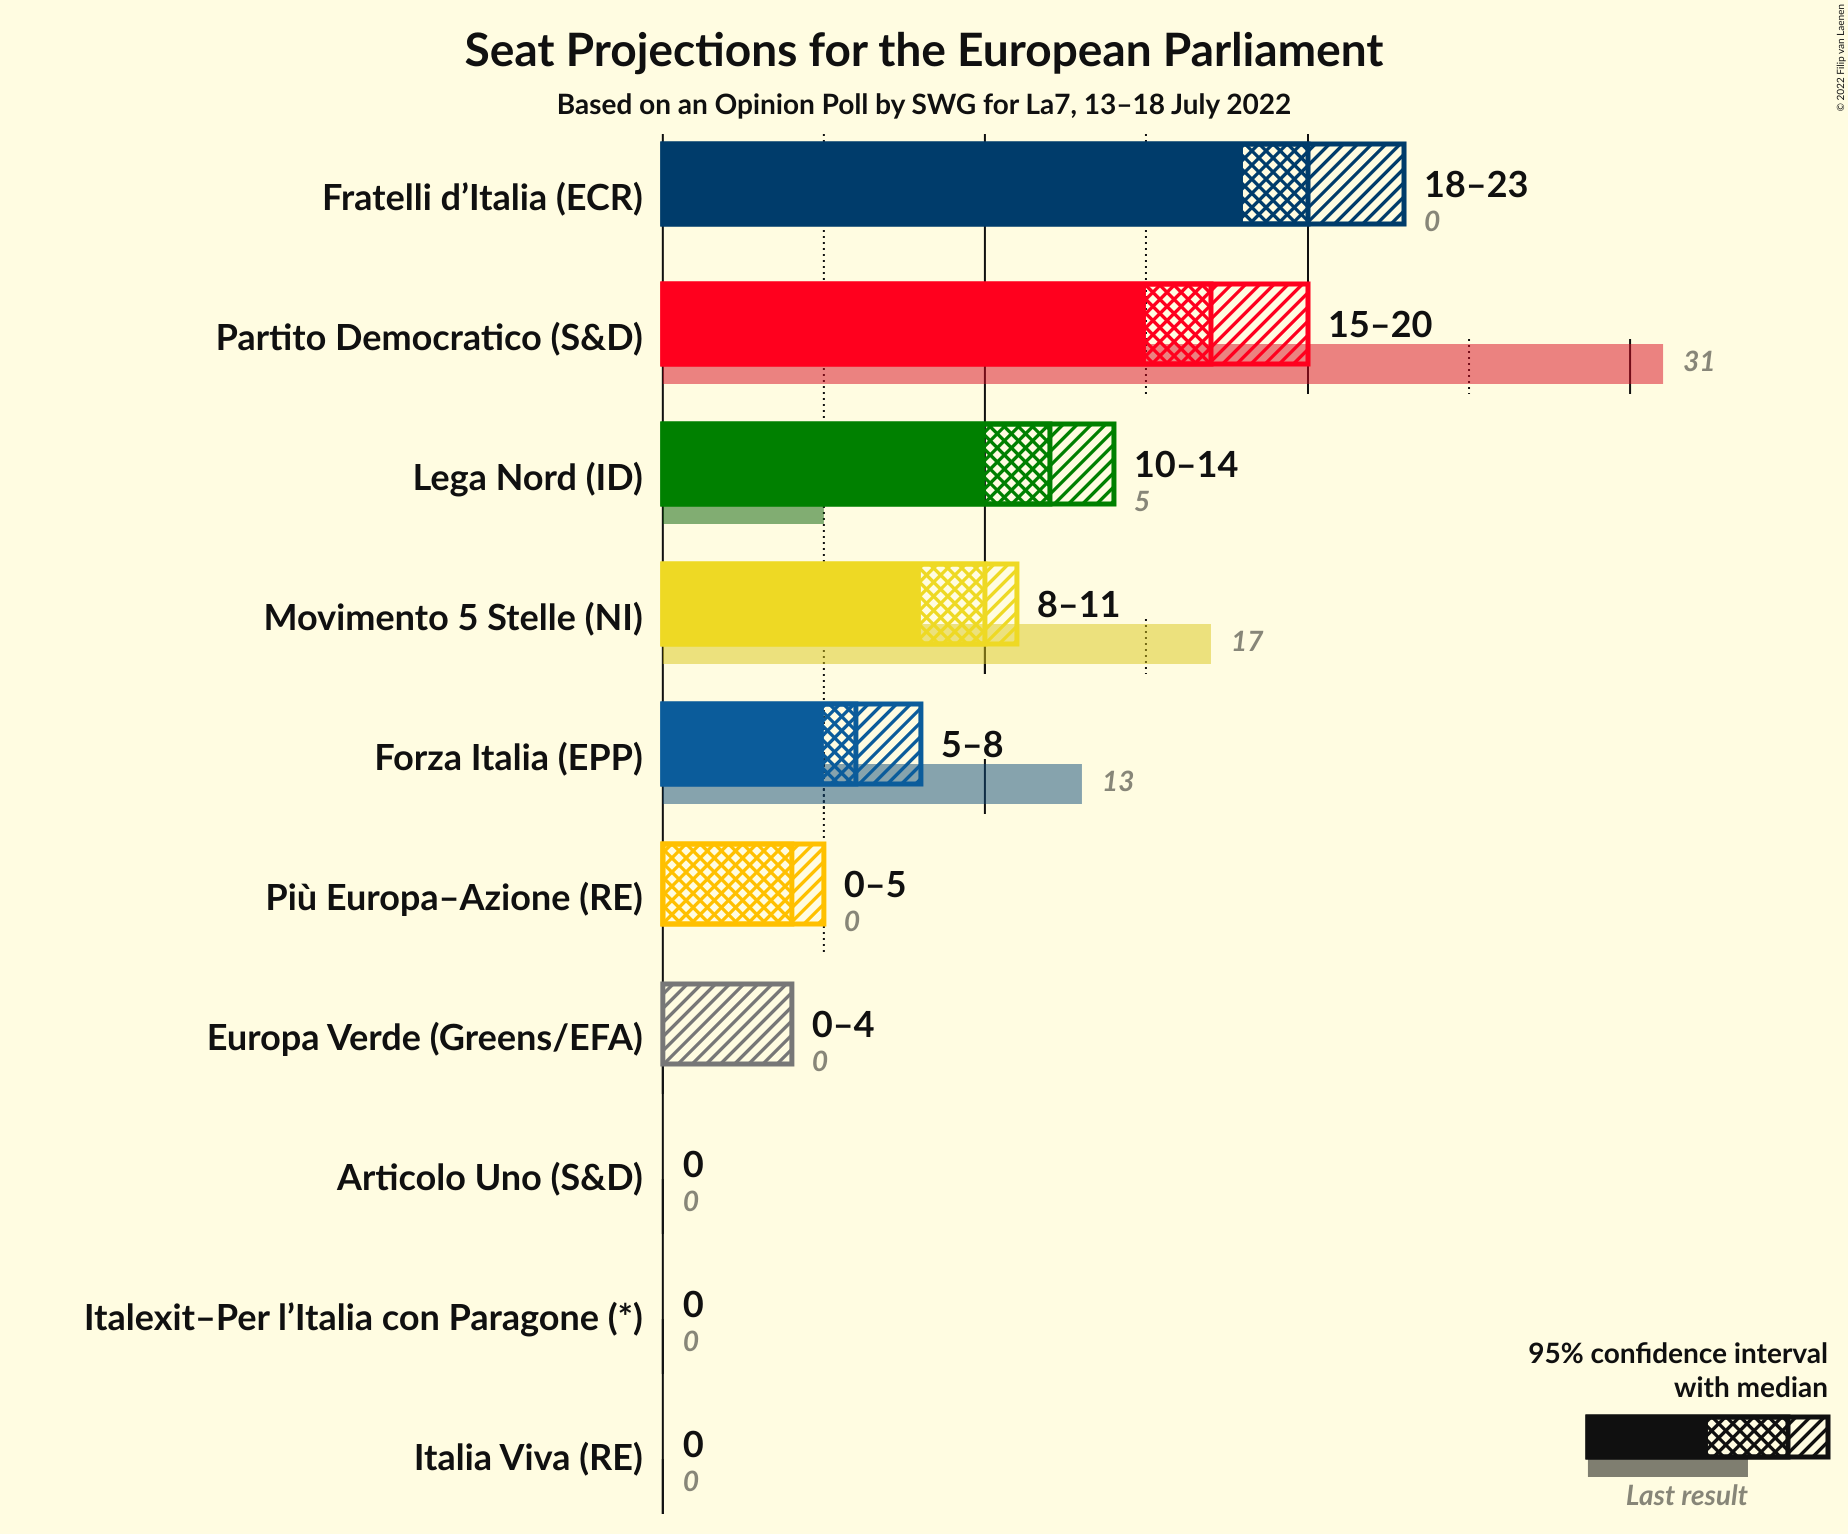 Seat Projections for the European Parliament
Based on an Opinion Poll by SWG for La7, 13–18 July 2022
© 2022 Filip van Laenen
Fratelli d’Italia (ECR)
18–23
0
Partito Democratico (S&D)
15–20
31
Lega Nord (ID)
10–14
5
Movimento 5 Stelle (NI)
8–11
17
Forza Italia (EPP)
5–8
13
Più Europa–Azione (RE)
0–5
0
Europa Verde (Greens/EFA)
0–4
0
Articolo Uno (S&D)
0
0
Italexit–Per l’Italia con Paragone (*)
0
0
Italia Viva (RE)
0
0
95% confidence interval
with median
Last result